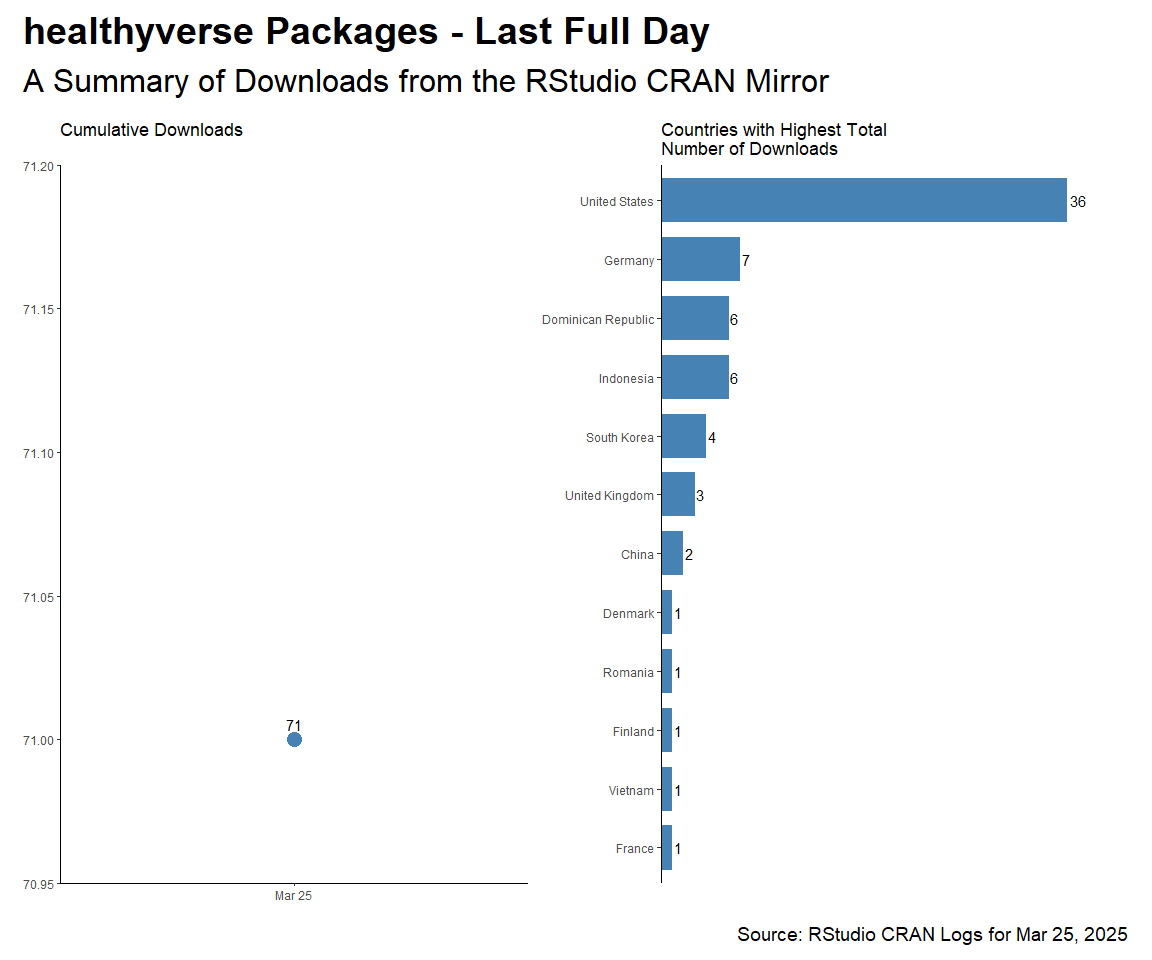 healthyverse Packages - Last Full Day
A Summary of Downloads from the RStudio CRAN Mirror
Cumulative Downloads
71.20
71.15
71.10
71.05
71.00
70.95
71
Mar 25
Countries with Highest Total
Number of Downloads
United States 36
Germany 7
Dominican Republic 6
Indonesia 6
South Korea 4
United Kingdom 3
China 2
Denmark 1
Romania 1
Finland 1
Vietnam 1
France 1
Source: RStudio CRAN Logs for Mar 25, 2025